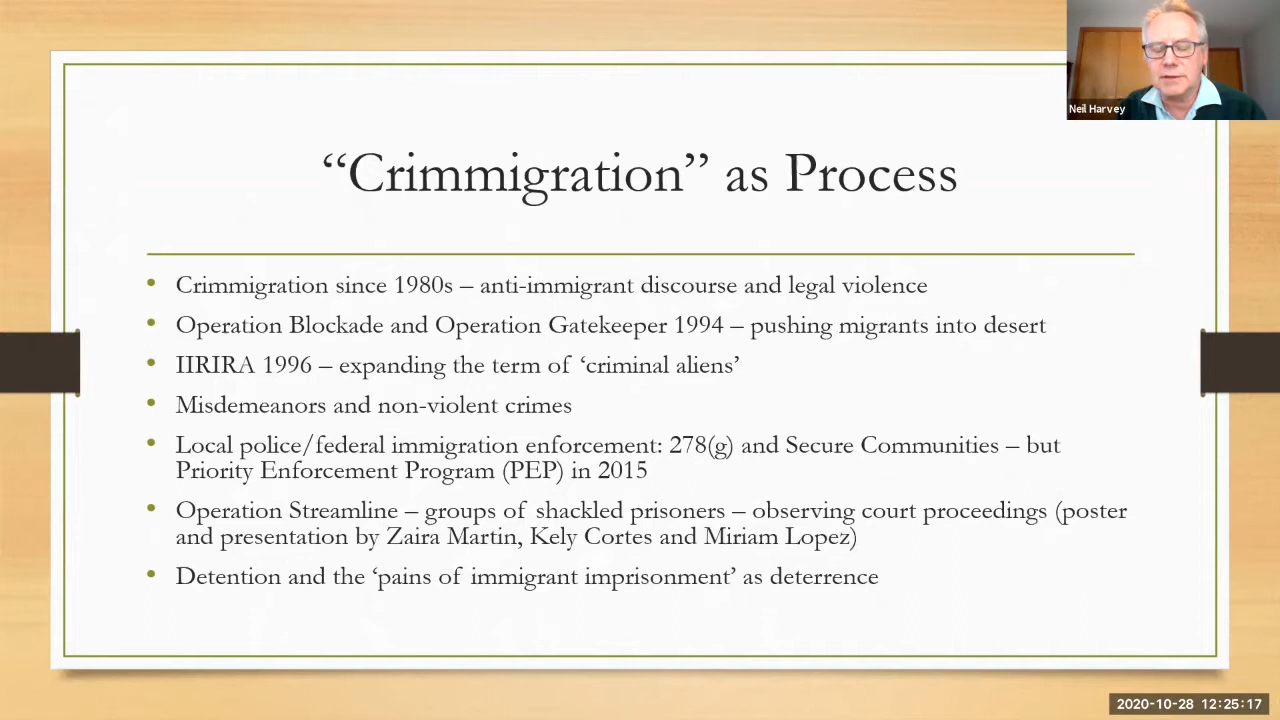 Neil Harvey
“Crimmigration” as Process
• Crimmigration since 1980s – anti-immigrant discourse and legal violence
• Operation Blockade and Operation Gatekeeper 1994 – pushing migrants into desert
• IIRIRA 1996 – expanding the term of ‘criminal aliens’
• Misdemeanors and non-violent crimes
• Local police/federal immigration enforcement: 278(g) and Secure Communities – but
Priority Enforcement Program (PEP) in 2015
• Operation Streamline – groups of shackled prisoners – observing court proceedings (poster
and presentation by Zaira Martin, Kely Cortes and Miriam Lopez)
• Detention and the ‘pains of immigrant imprisonment’ as deterrence
2020-10-28 12:25:17